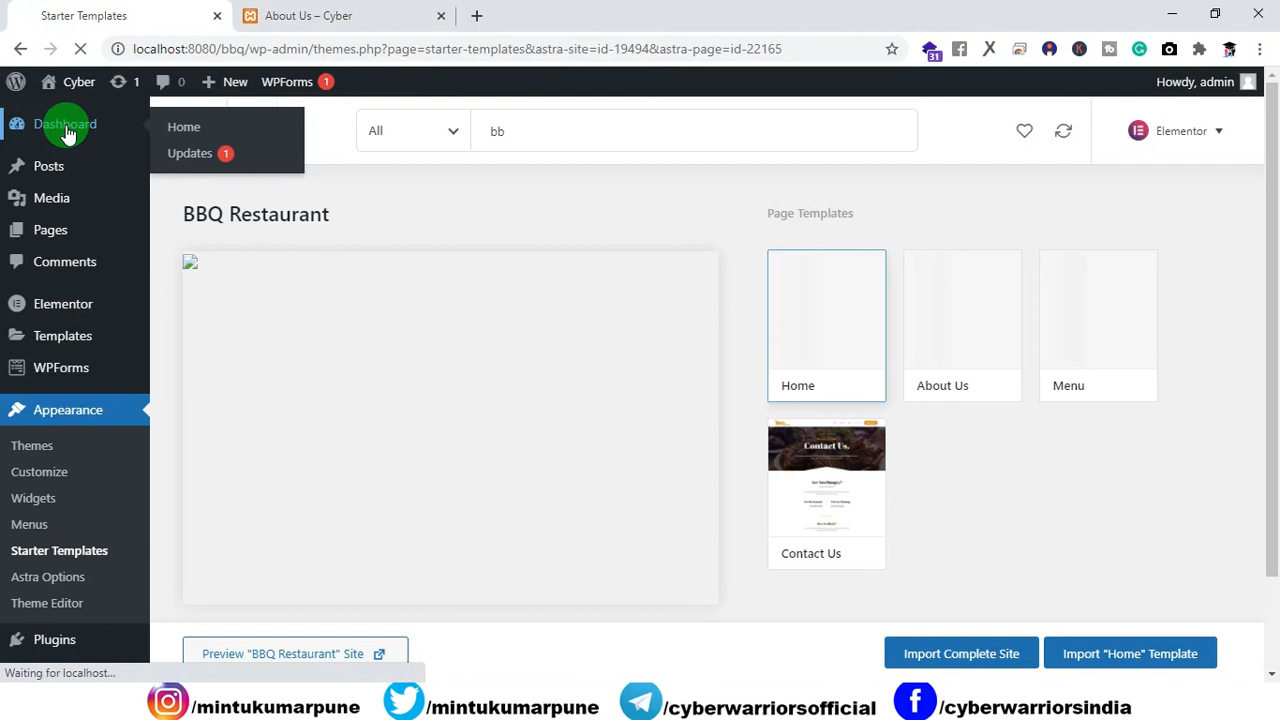 Starter Templates
About Us – Cyber
localhost:8080/bbq/wp-admin/themes.php?page=starter-templates&astra-site=id-19494&astra-page=id-22165
31
Cyber
1
0
New
WPForms 1
Howdy, admin
Dashboard
Home
Updates 1
All
bb
Elementor
Posts
Media
Pages
Comments
Elementor
Templates
WPForms
Appearance
Themes
Customize
Widgets
Menus
Starter Templates
Astra Options
Theme Editor
Plugins
BBQ Restaurant
Page Templates
Home
About Us
Menu
Contact Us.
Contact Us
Preview "BBQ Restaurant" Site
Import Complete Site
Import "Home" Template
Waiting for localhost...
/mintukumarpune
/mintukumarpune
/cyberwarriorsofficial
/cyberwarriorsindia